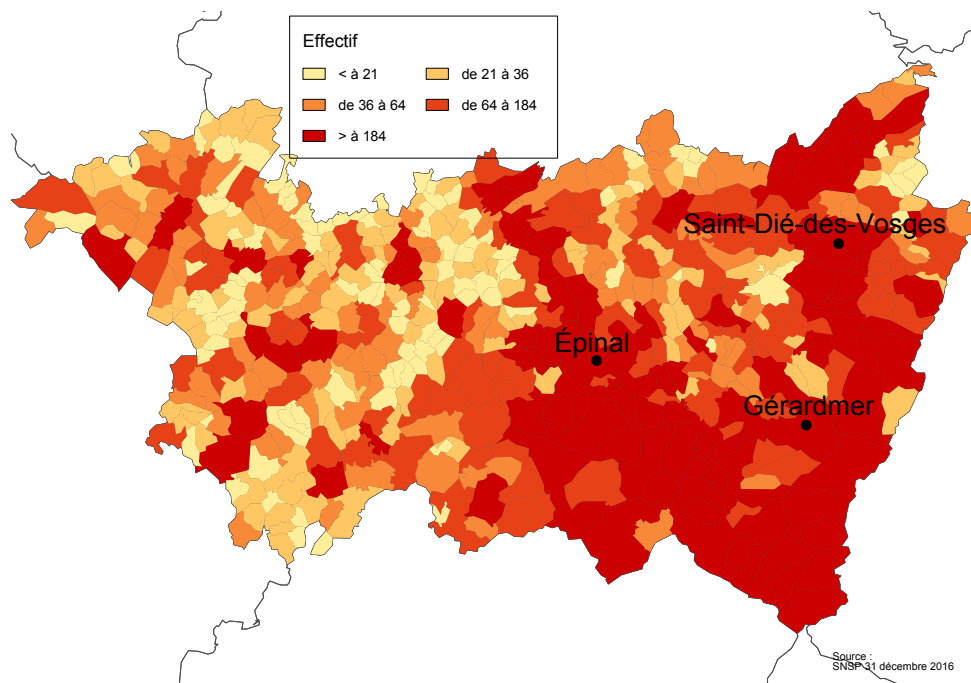 Effectif
< à 21
de 21 à 36
de 36 à 64
de 64 à 184
> à 184
Saint-Dié-des-Vosges
Épinal
Gérardmer
Source :
SNSP 31 décembre 2016